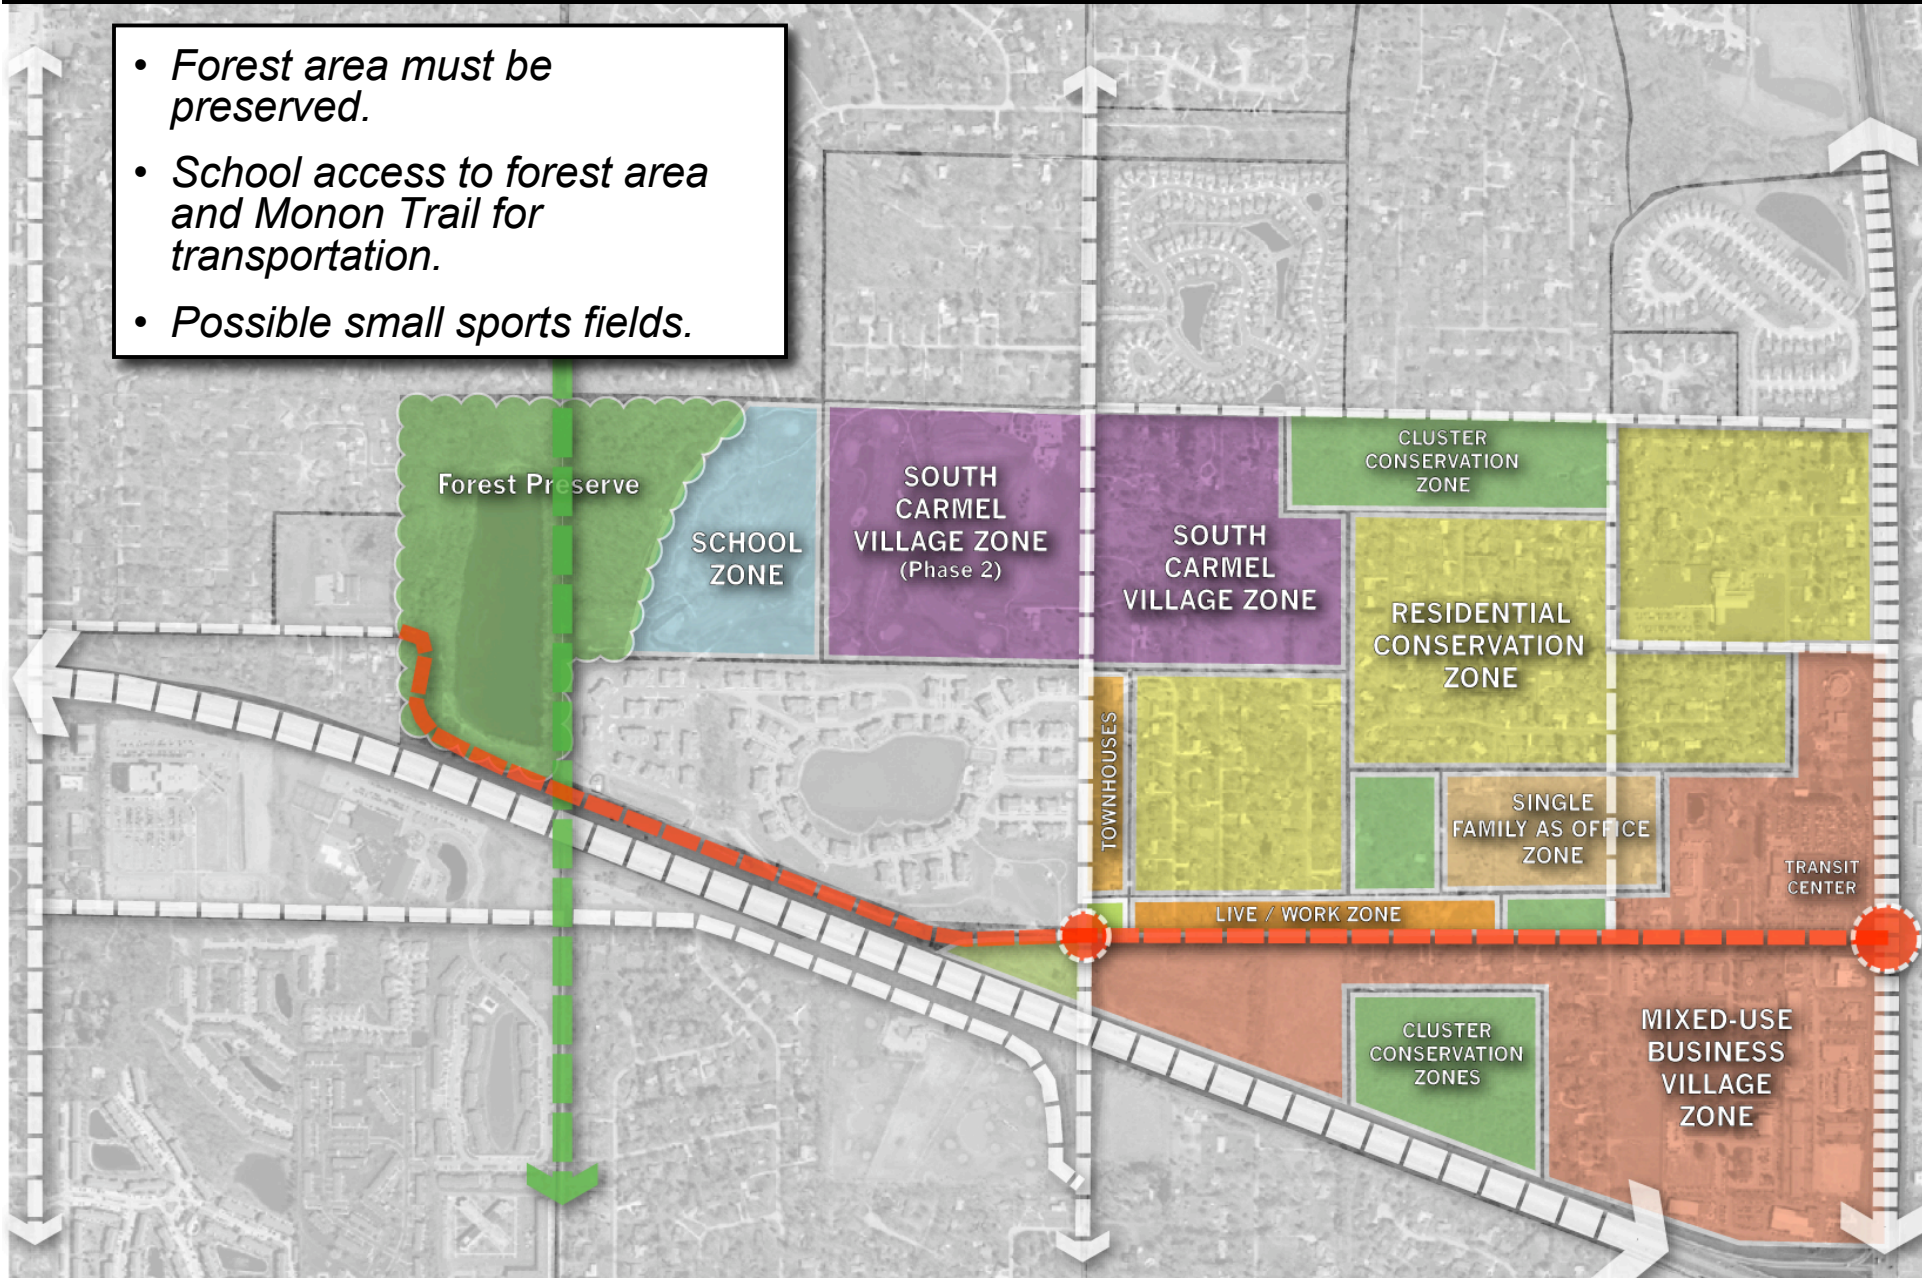 • Forest area must be
preserved.
• School access to forest area
and Monon Trail for
transportation.
• Possible small sports fields.
Forest Preserve
SCHOOL
ZONE
SOUTH
CARMEL
VILLAGE ZONE
(Phase 2)
SOUTH
CARMEL
VILLAGE ZONE
CLUSTER
CONSERVATION
ZONE
RESIDENTIAL
CONSERVATION
ZONE
TOWNHOUSES
SINGLE
FAMILY AS OFFICE
ZONE
TRANSIT
CENTER
LIVE / WORK ZONE
CLUSTER
CONSERVATION
ZONES
MIXED-USE
BUSINESS
VILLAGE
ZONE